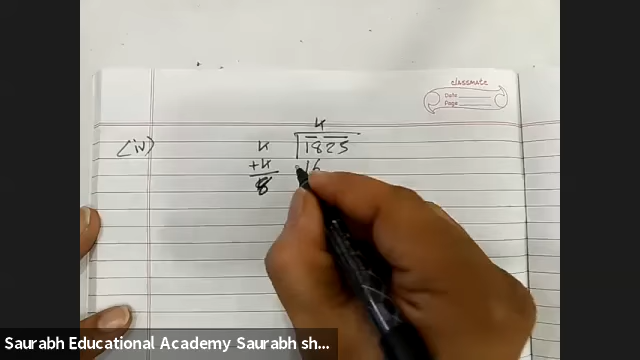 classmate
Date
Page
4
(iv) 4 1825
+4 16
8
Saurabh Educational Academy Saurabh sh...